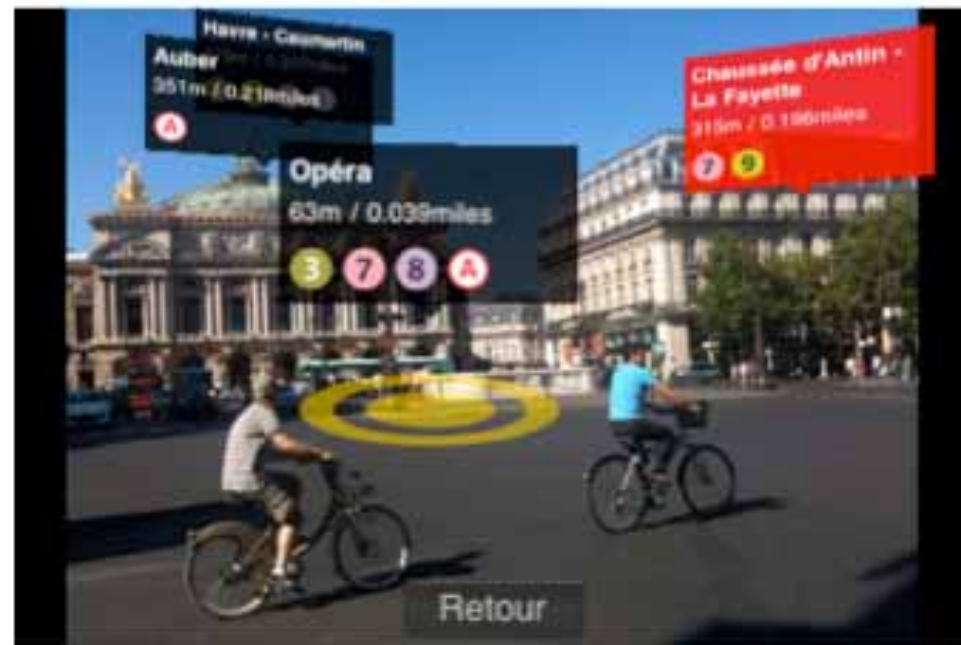 Havre - Caumartin
Auber
351m / 0.218miles
A
Opéra
63m / 0.039miles
3 7 8 A
Chaussée d'Antin -
La Fayette
315m / 0.196miles
7 9
Retour